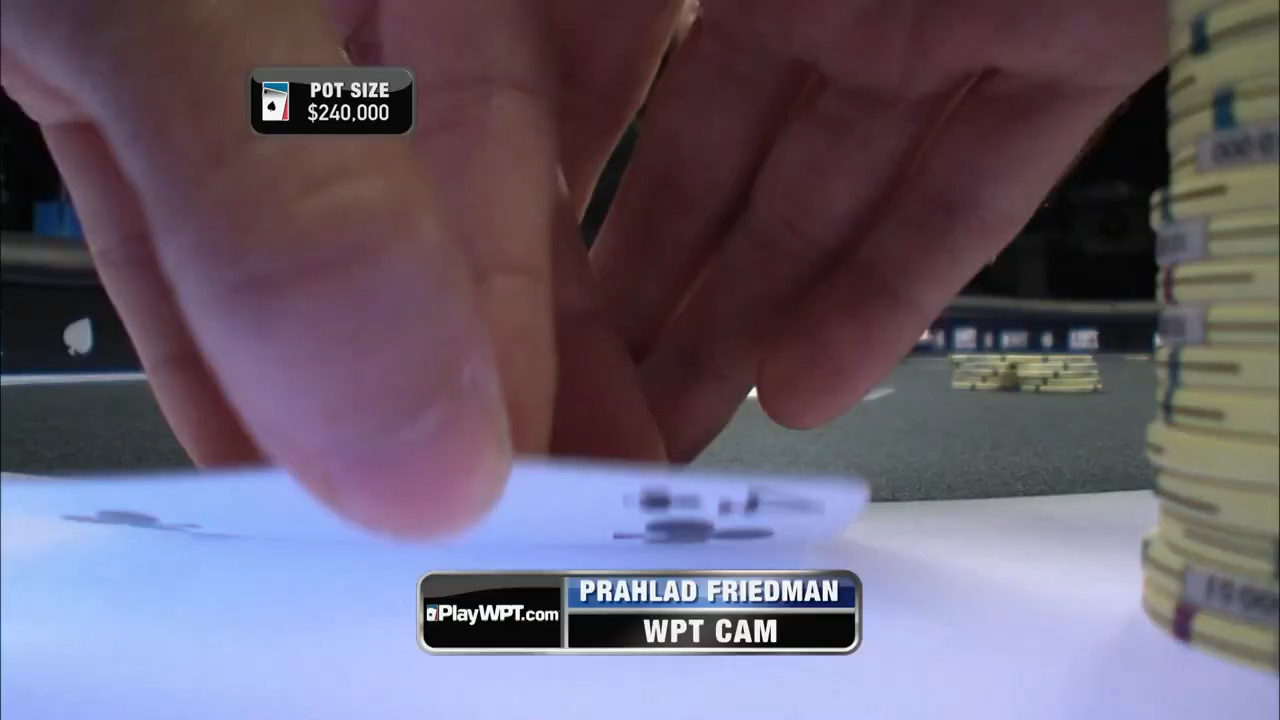 POT SIZE
$240,000
PRAHLAD FRIEDMAN
PlayWPT.com
WPT CAM